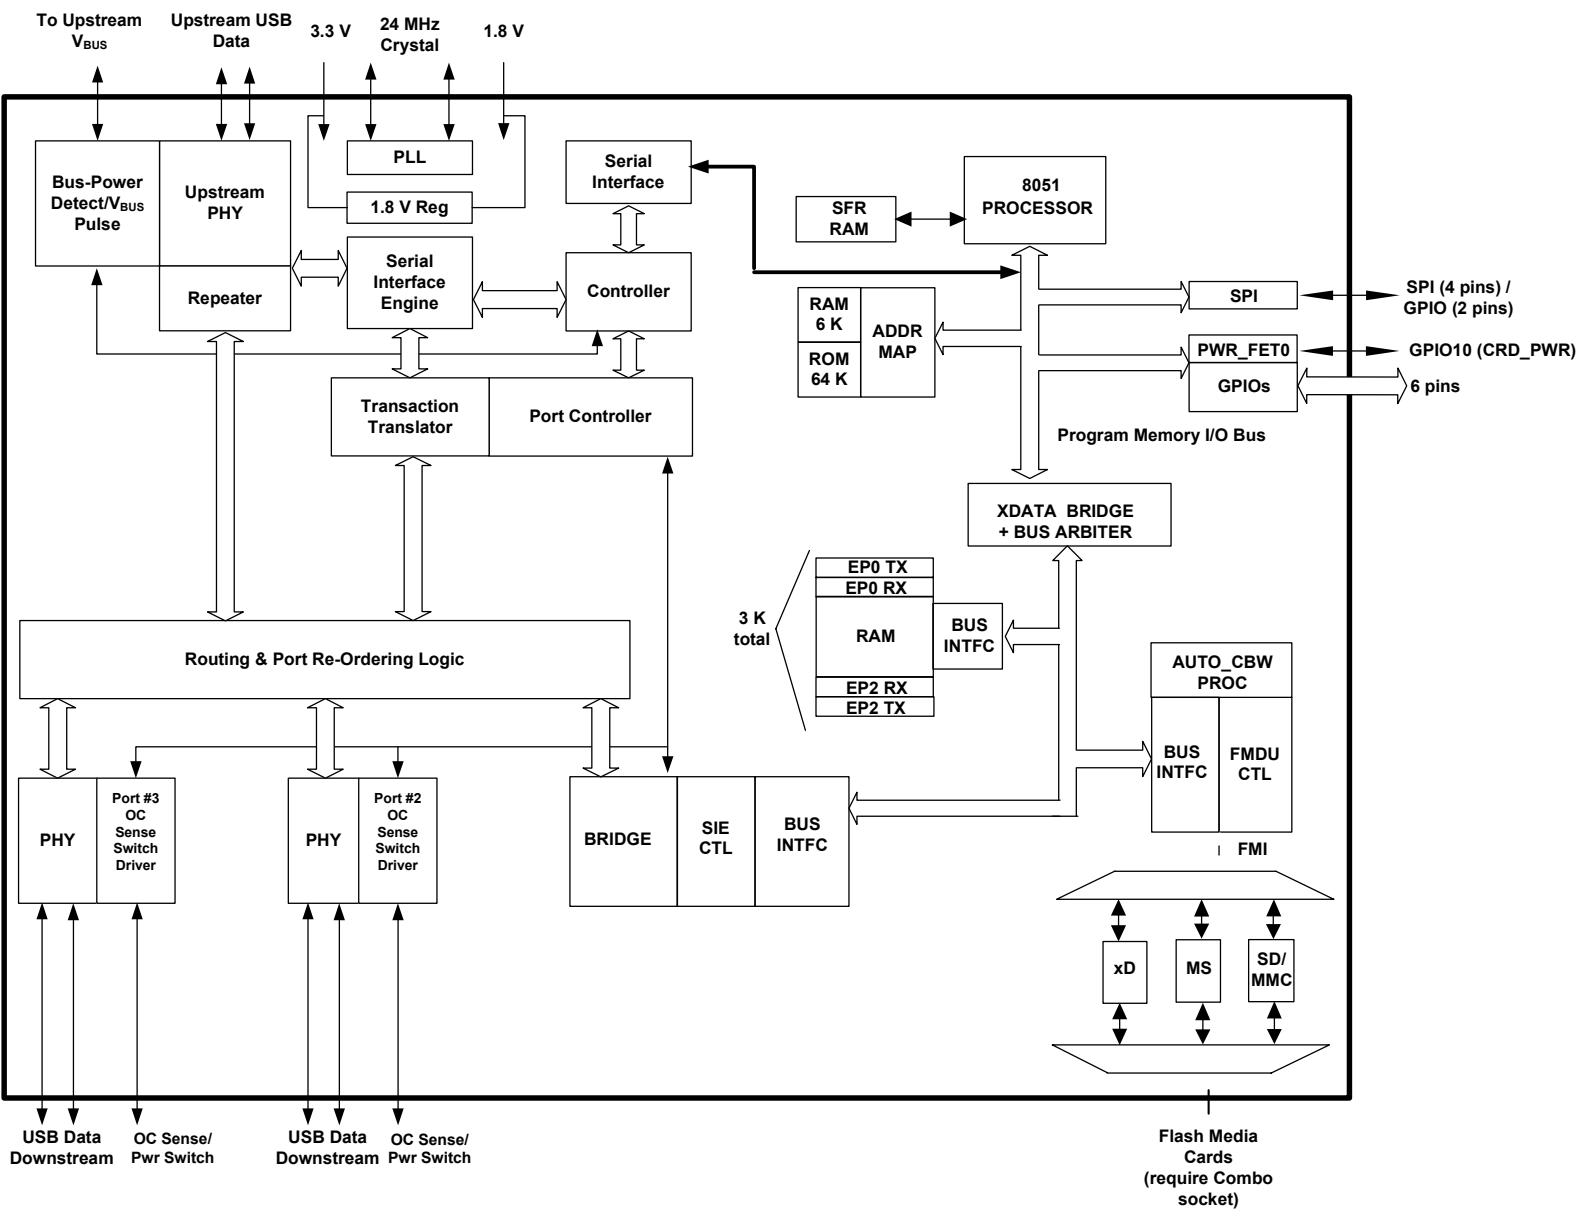 To Upstream
VBUS
Upstream USB
Data
3.3 V
24 MHz
Crystal
1.8 V
Bus-Power
Detect/VBUS
Pulse
Upstream
PHY
Repeater
PLL
1.8 V Reg
Serial
Interface
Serial
Interface
Engine
Controller
Transaction
Translator
Port Controller
8051
PROCESSOR
SFR
RAM
RAM
6 K
ROM
64 K
ADDR
MAP
SPI
SPI (4 pins) /
GPIO (2 pins)
PWR_FET0
GPIO10 (CRD_PWR)
GPIOs
6 pins
Program Memory I/O Bus
XDATA BRIDGE
+ BUS ARBITER
3 K
total
EP0 TX
EP0 RX
RAM
EP2 RX
EP2 TX
BUS
INTFC
Routing & Port Re-Ordering Logic
AUTO_CBW
PROC
BUS
INTFC
FMDU
CTL
FMI
PHY
Port #3
OC
Sense
Switch
Driver
PHY
Port #2
OC
Sense
Switch
Driver
BRIDGE
SIE
CTL
BUS
INTFC
xD
MS
SD/
MMC
USB Data
Downstream
OC Sense/
Pwr Switch
USB Data
Downstream
OC Sense/
Pwr Switch
Flash Media
Cards
(require Combo
socket)